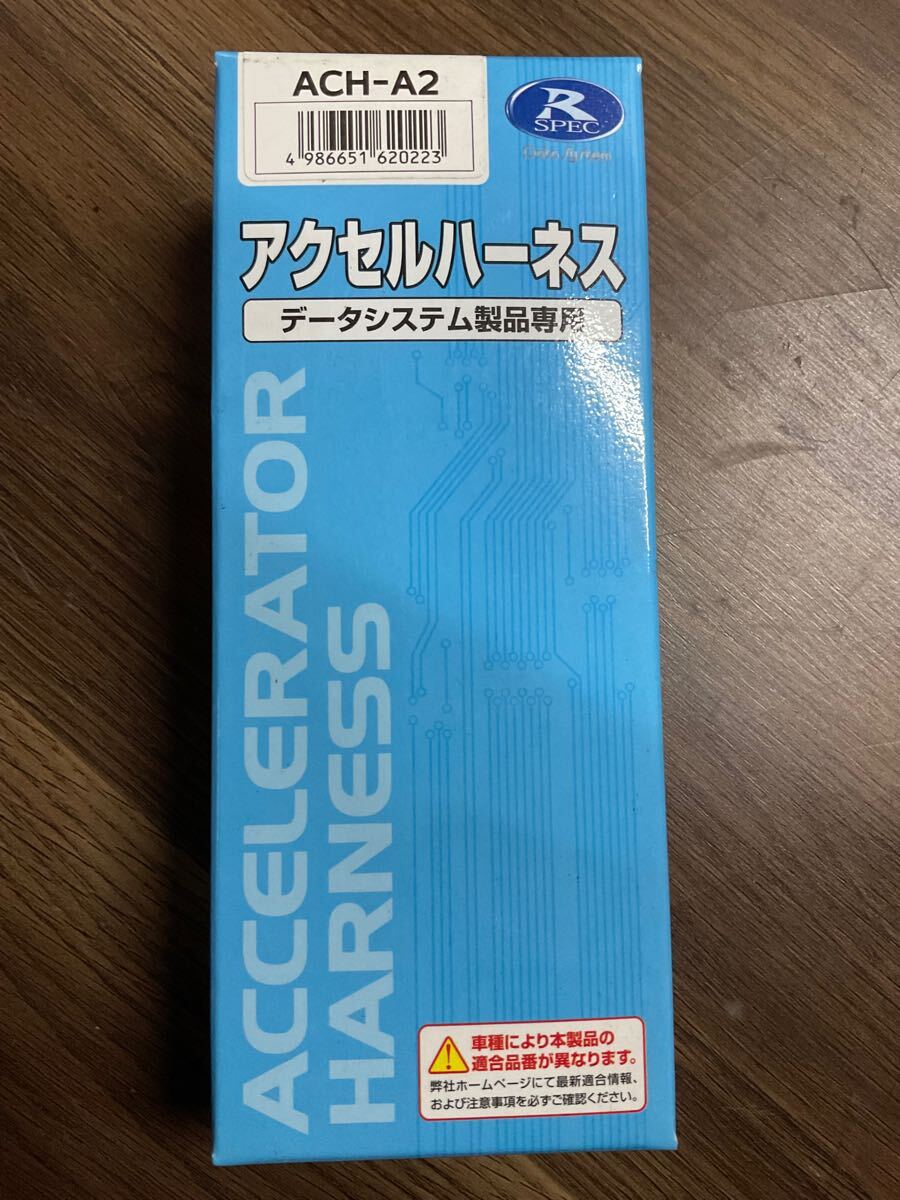 ACH-A2
4 986651 620223
R
SPEC
Data System
アクセルハーネス
データシステム製品専用
ACCELERATOR
HARNESS
車種により本製品の
適合品番が異なります。
弊社ホームページにて最新適合情報、
および注意事項を必ずご確認ください。